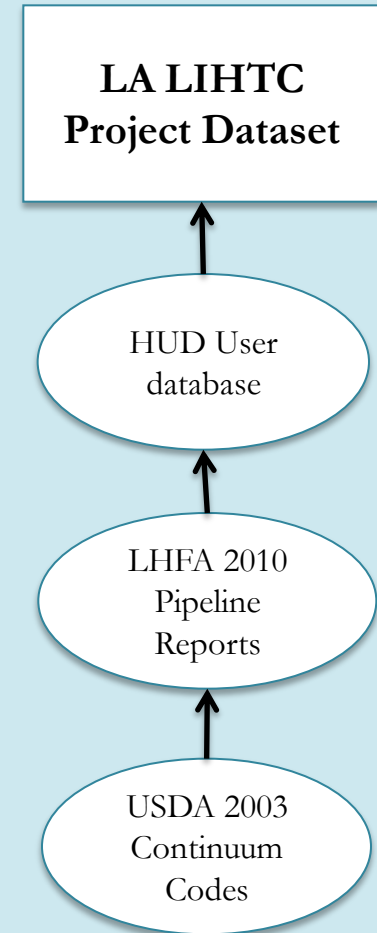 LA LIHTC
Project Dataset
HUD User
database
LHFA 2010
Pipeline
Reports
USDA 2003
Continuum
Codes